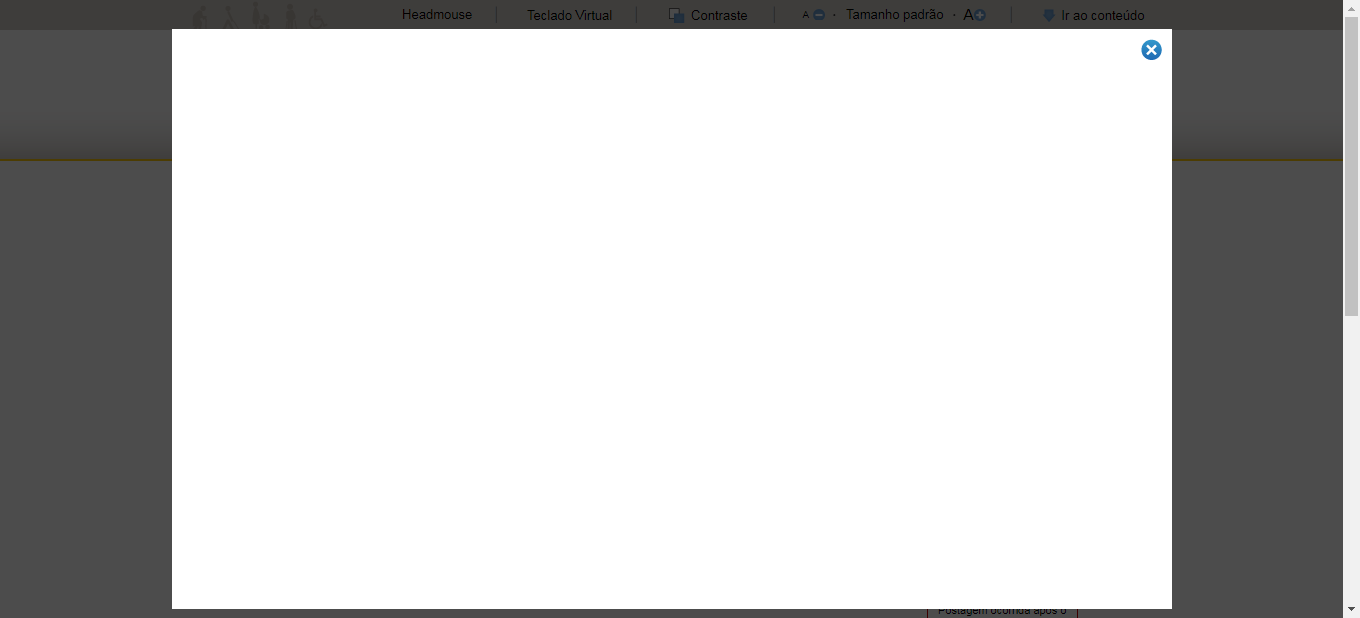 Headmouse
Teclado Virtual
Contraste
A · Tamanho padrão · A
Ir ao conteúdo
Postagem ocorrida após o